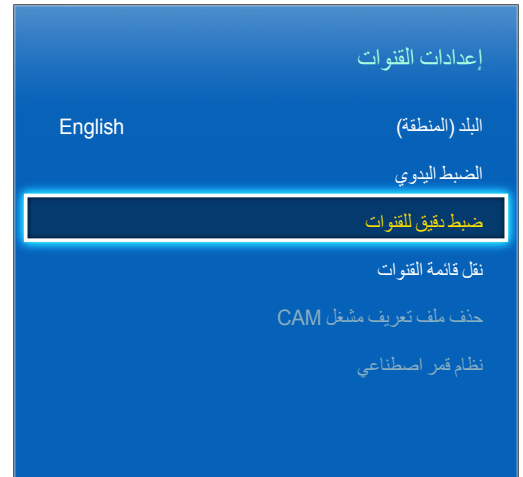 إعدادات القنوات
البلد (المنطقة) English
الضبط اليدوي
ضبط دقيق للقنوات
نقل قائمة القنوات
حذف ملف تعريف مشغل CAM
نظام قمر اصطناعي